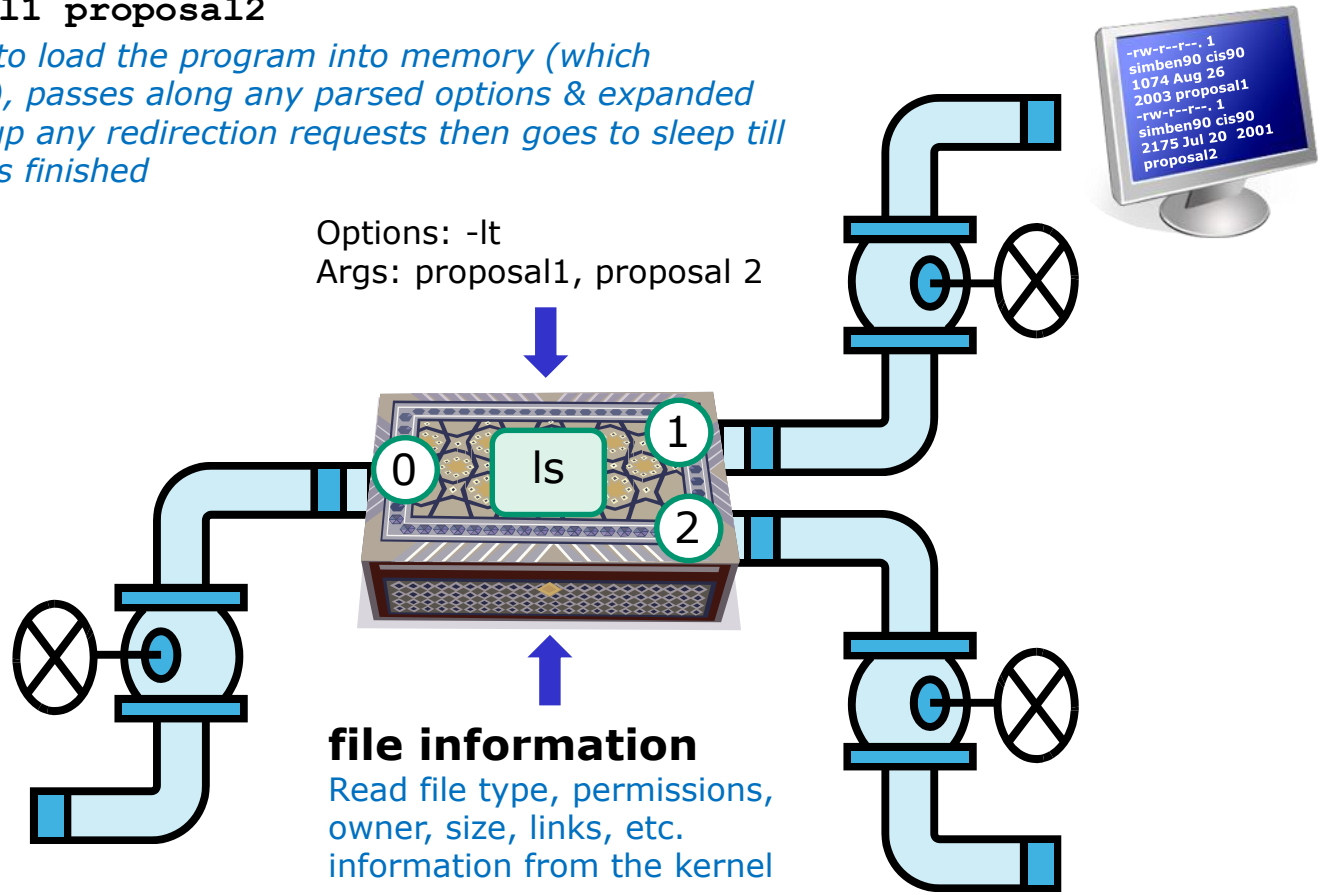 l1 proposal2
to load the program into memory (which
), passes along any parsed options & expanded
up any redirection requests then goes to sleep till
s finished
-rw-r--r--. 1
simben90 cis90
1074 Aug 26
2003 proposal1
-rw-r--r--. 1
simben90 cis90
2175 Jul 20 2001
proposal2
Options: -lt
Args: proposal1, proposal 2
0
ls
1
2
file information
Read file type, permissions,
owner, size, links, etc.
information from the kernel